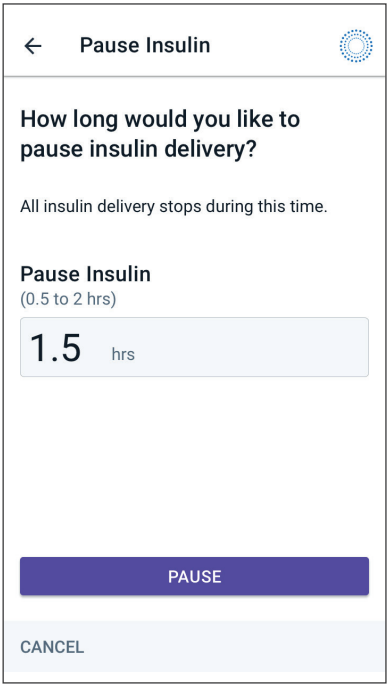 Pause Insulin
How long would you like to
pause insulin delivery?
All insulin delivery stops during this time.
Pause Insulin
(0.5 to 2 hrs)
1.5 hrs
PAUSE
CANCEL